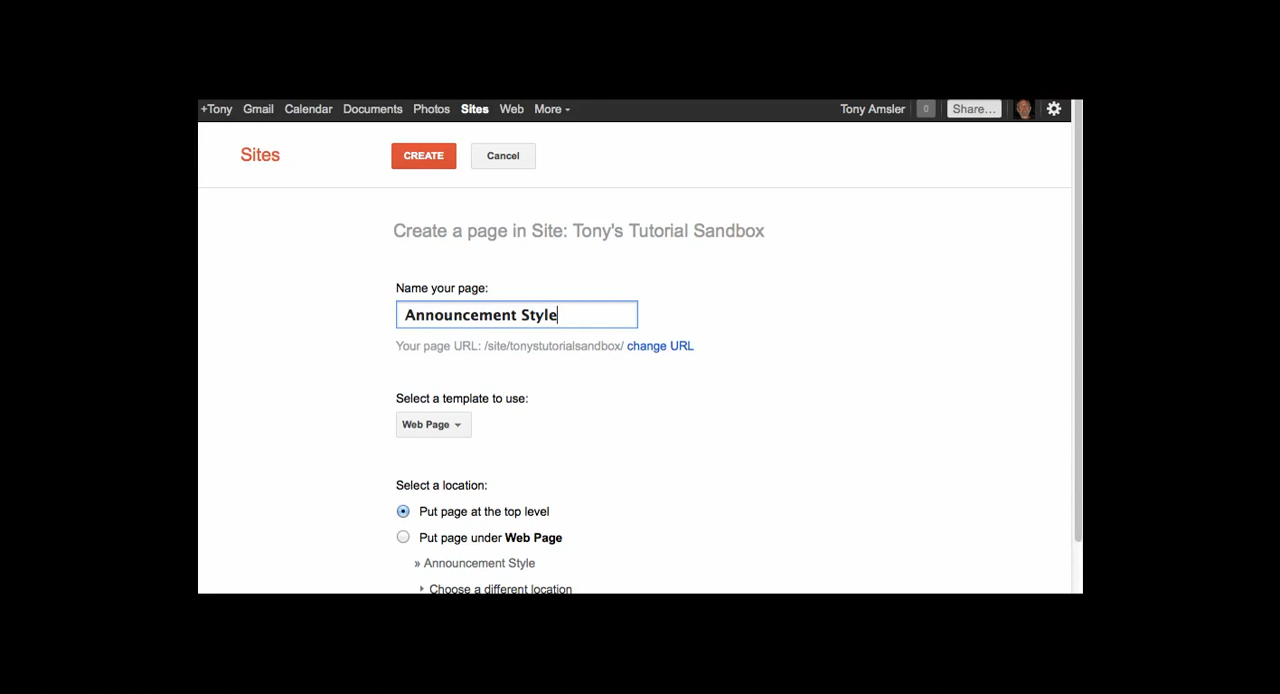 +Tony Gmail Calendar Documents Photos Sites Web More Tony Amsler 0 Share...
Sites CREATE Cancel
Create a page in Site: Tony's Tutorial Sandbox
Name your page:
Announcement Style
Your page URL: /site/tonystutorialsandbox/ change URL
Select a template to use:
Web Page
Select a location:
Put page at the top level
Put page under Web Page
» Announcement Style
Choose a different location